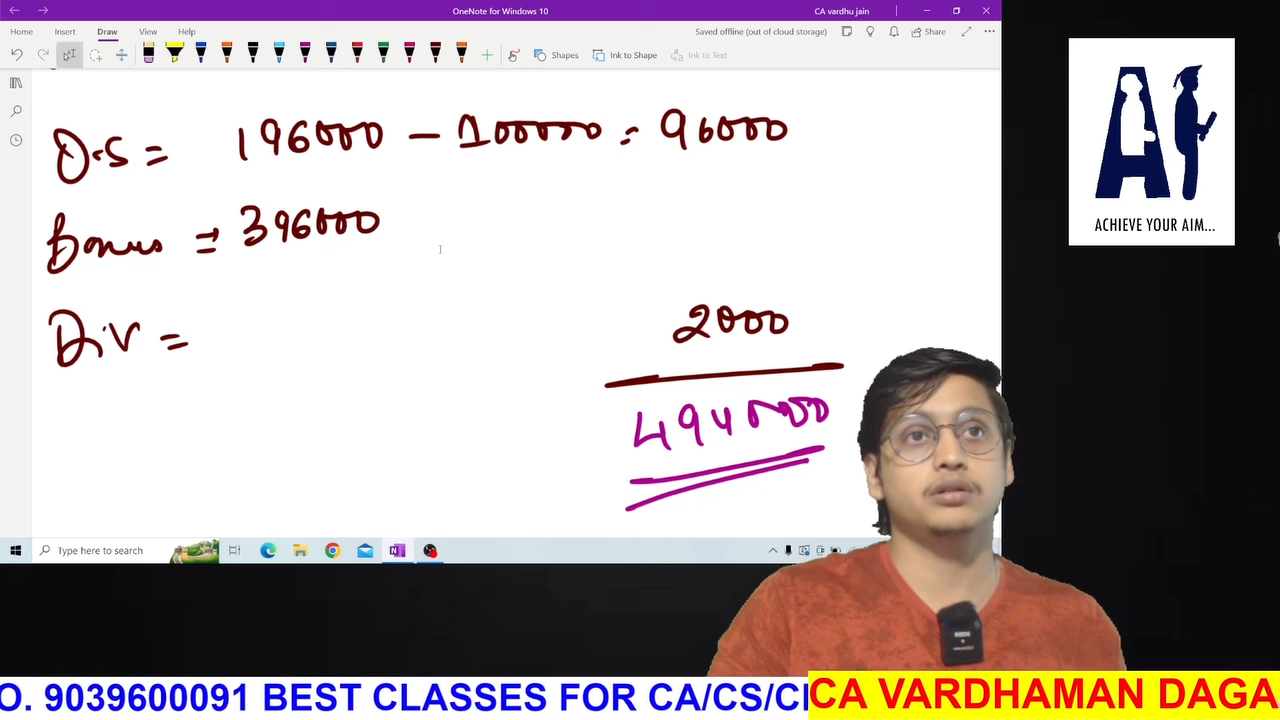 OneNote for Windows 10
CA vardhu jain
Home Insert Draw View Help
Saved offline (out of cloud storage)
Share
Shapes
Ink to Shape
Ink to Text
O.S = 196000 - 100000 = 96000
Bonus = 396000
Div =
2000
494000
AI
ACHIEVE YOUR AIM...
Type here to search
O. 9039600091 BEST CLASSES FOR CA/CS/C
CA VARDHAMAN DAGA